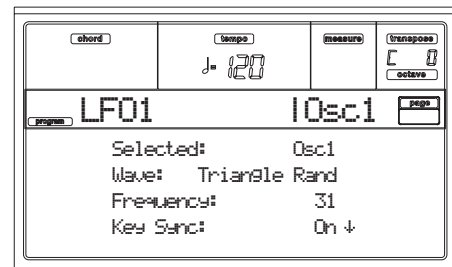 chord tempo measure transpose
♩= 120 C 0
octave
program LFO1 |Osc1 page
Selected: Osc1
Wave: Triangle Rand
Frequency: 31
Key Sync: On ↓